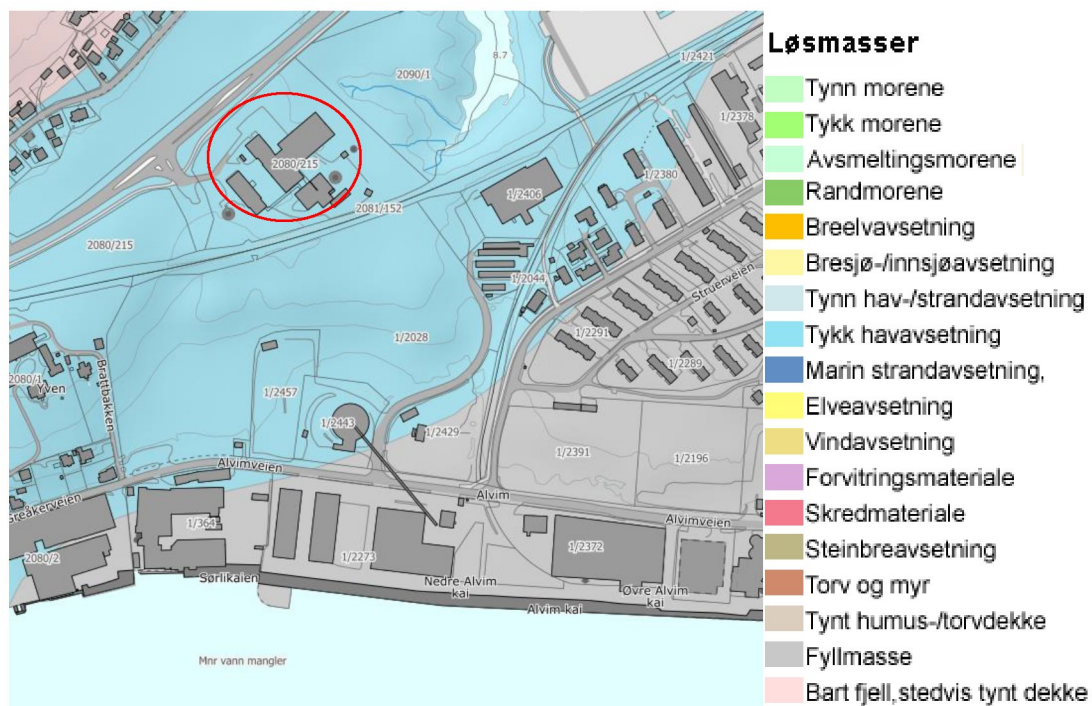 8.7
1/2421
2090/1
1/2378
2080/215
1/2380
1/2406
2081/152
2080/215
1/2044
Struerveien
1/2291
1/2028
1/2289
2080/1
Yven
Brattbakken
1/2457
1/2443
1/2429
1/2391
1/2196
Alvimveien
Greåkerveien
Alvim
Alvimveien
1/364
2080/2
1/2273
1/2372
Sørlikaien
Nedre Alvim
kai
Øvre Alvim
kai
Alvim kai
Mnr vann mangler
Løsmasser
Tynn morene
Tykk morene
Avsmeltingsmorene
Randmorene
Breelvavsetning
Bresjø-/innsjøavsetning
Tynn hav-/strandavsetning
Tykk havavsetning
Marin strandavsetning,
Elveavsetning
Vindavsetning
Forvitringsmateriale
Skredmateriale
Steinbreavsetning
Torv og myr
Tynt humus-/torvdekke
Fyllmasse
Bart fjell,stedvis tynt dekke